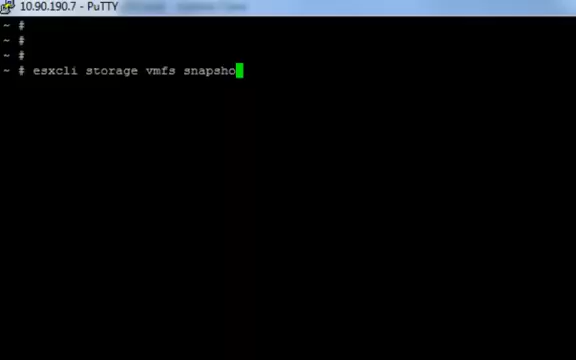 10.90.190.7 - PuTTY
~ #
~ #
~ #
~ # esxcli storage vmfs snapsho